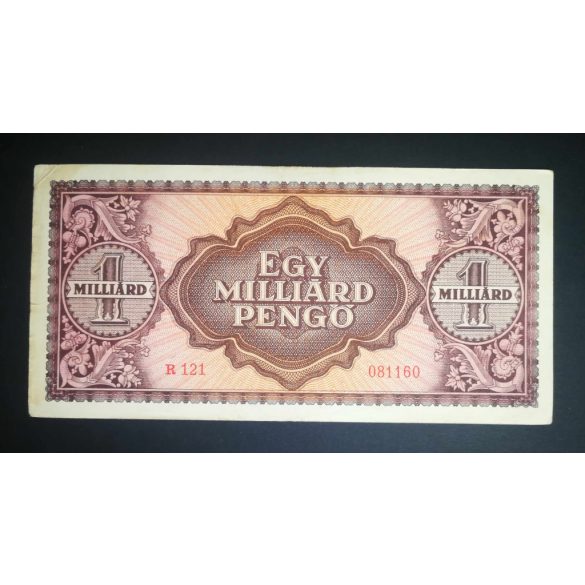 EGY
MILLIÁRD
PENGŐ
1
MILLIÁRD
1
MILLIÁRD
R 121
081160